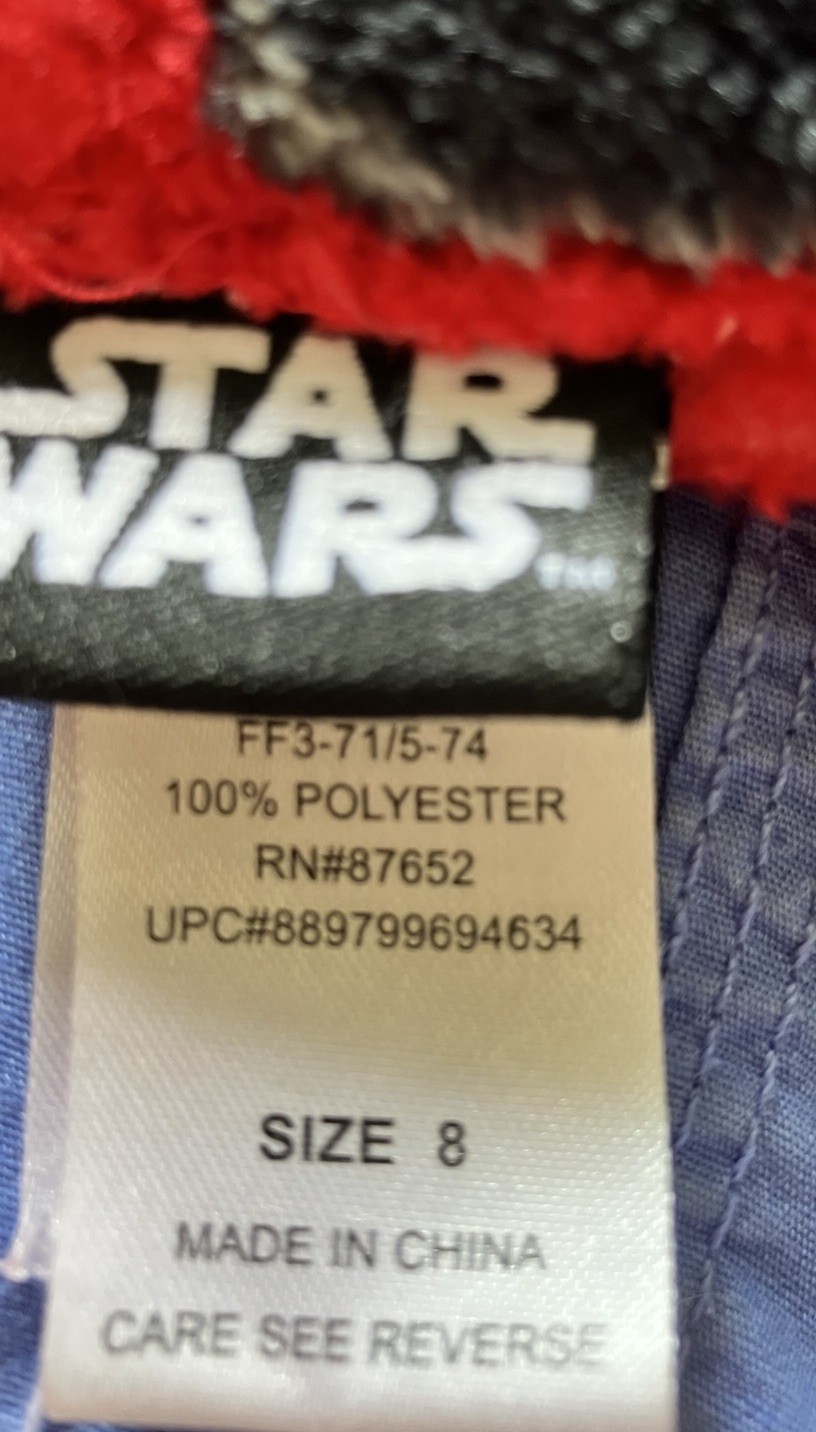 STAR
WARS™
FF3-71/5-74
100% POLYESTER
RN#87652
UPC#889799694634
SIZE 8
MADE IN CHINA
CARE SEE REVERSE